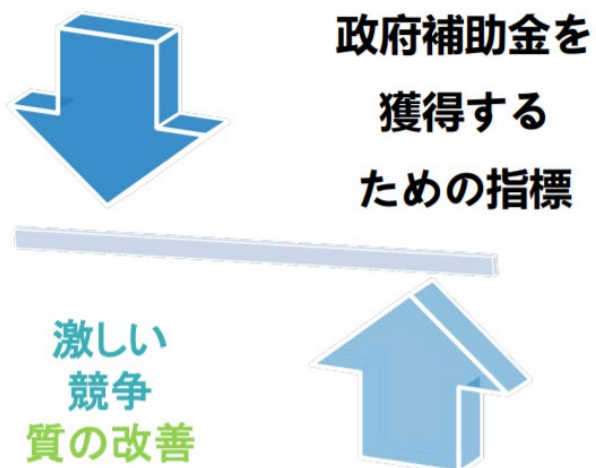 政府補助金を
獲得する
ための指標
激しい
競争
質の改善